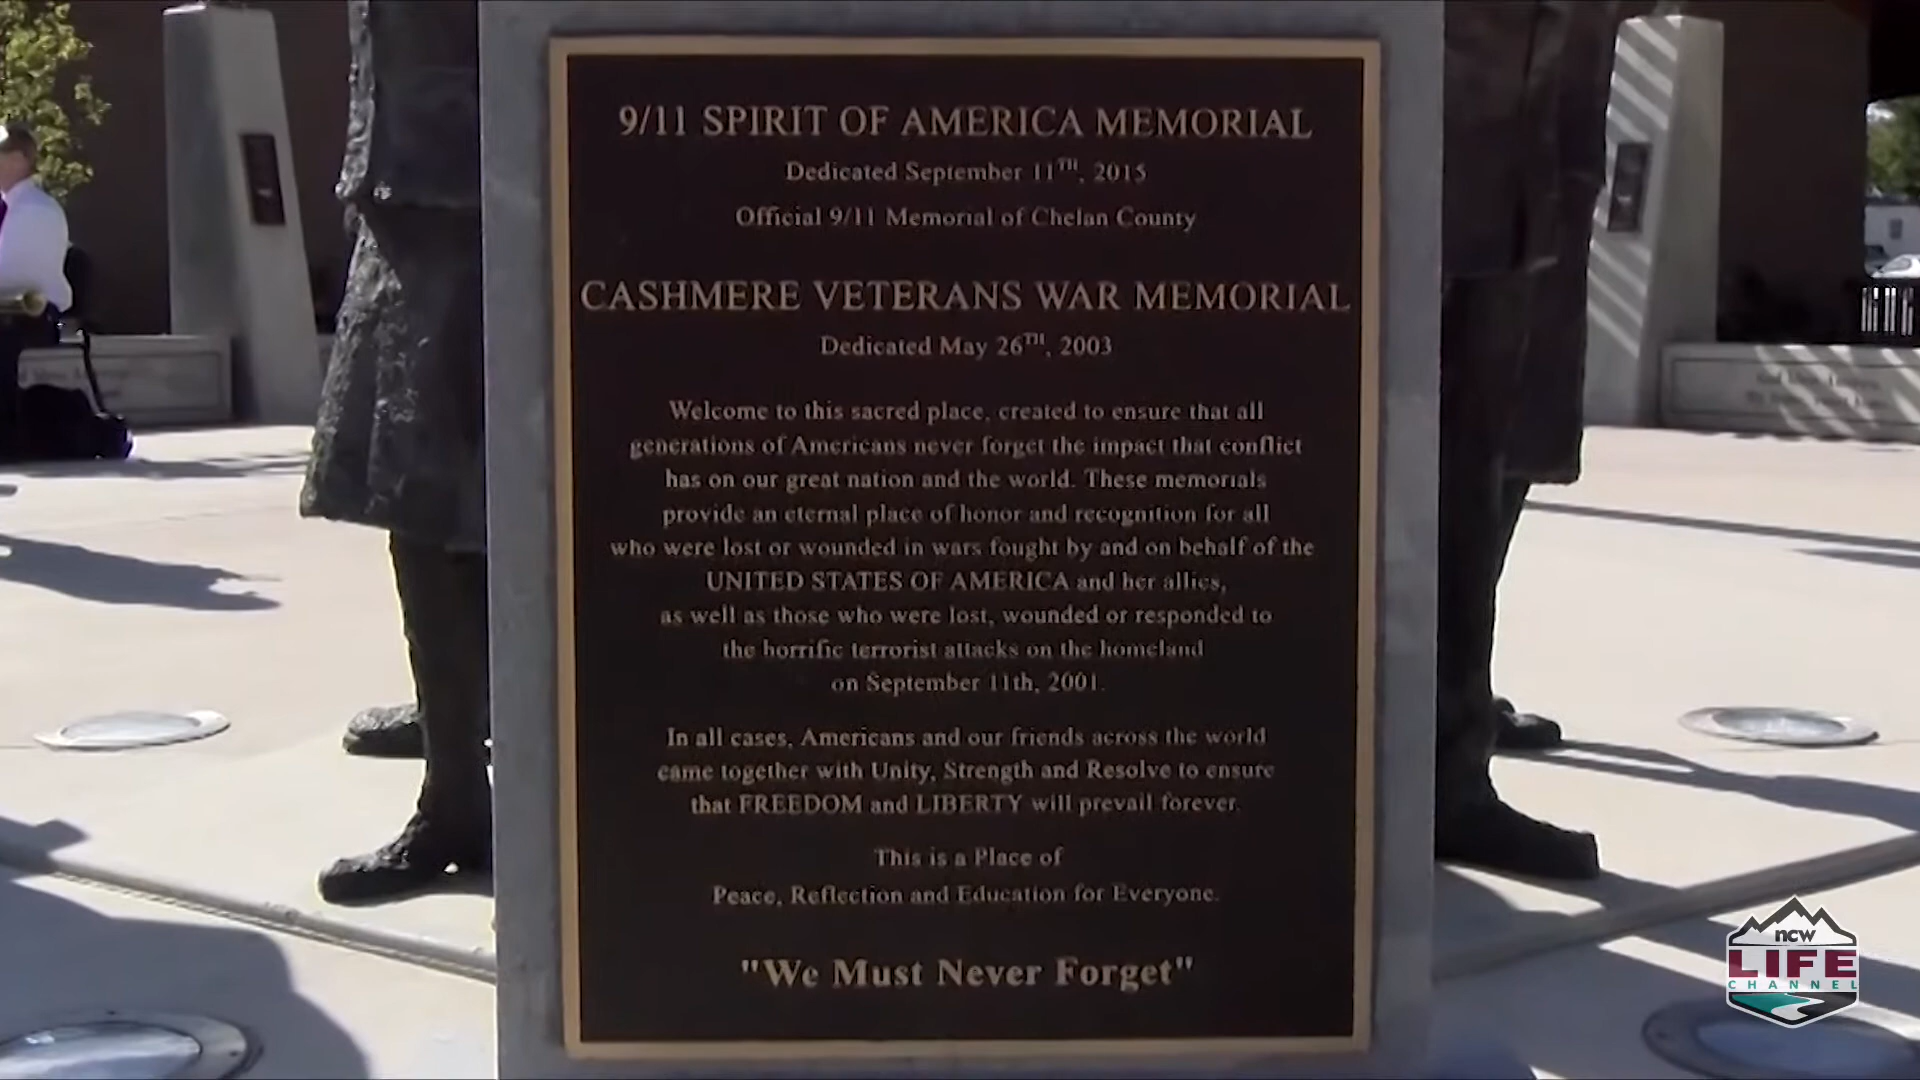 9/11 SPIRIT OF AMERICA MEMORIAL
Dedicated September 11TH, 2015
Official 9/11 Memorial of Chelan County
CASHMERE VETERANS WAR MEMORIAL
Dedicated May 26TH, 2003
Welcome to this sacred place, created to ensure that all
generations of Americans never forget the impact that conflict
has on our great nation and the world. These memorials
provide an eternal place of honor and recognition for all
who were lost or wounded in wars fought by and on behalf of the
UNITED STATES OF AMERICA and her allies,
as well as those who were lost, wounded or responded to
the horrific terrorist attacks on the homeland
on September 11th, 2001.
In all cases, Americans and our friends across the world
came together with Unity, Strength and Resolve to ensure
that FREEDOM and LIBERTY will prevail forever.
This is a Place of
Peace, Reflection and Education for Everyone.
"We Must Never Forget"
ncw
LIFE
CHANNEL